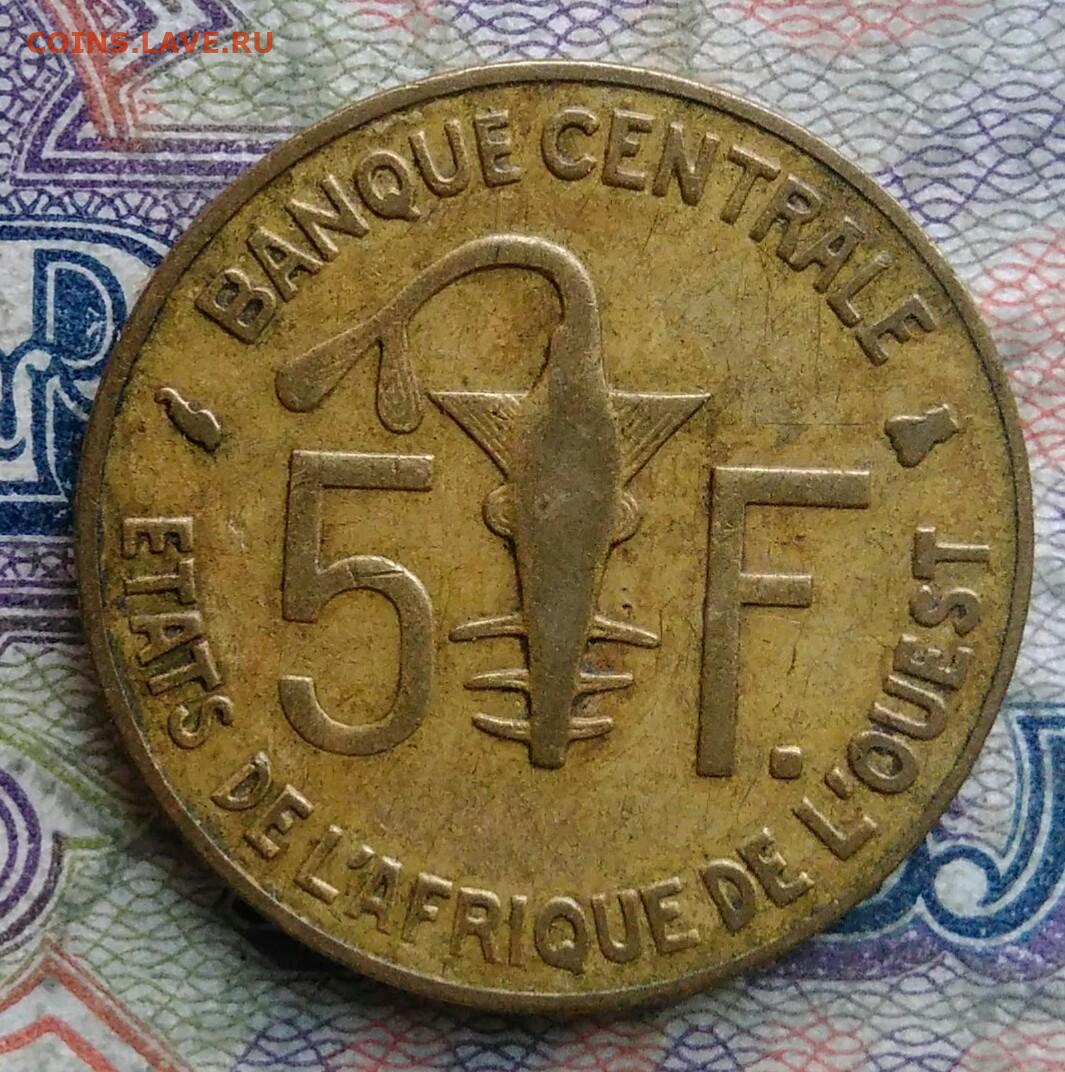 COINS.LAVE.RU
BANQUE CENTRALE
5 F.
ETATS DE L'AFRIQUE DE L'OUEST